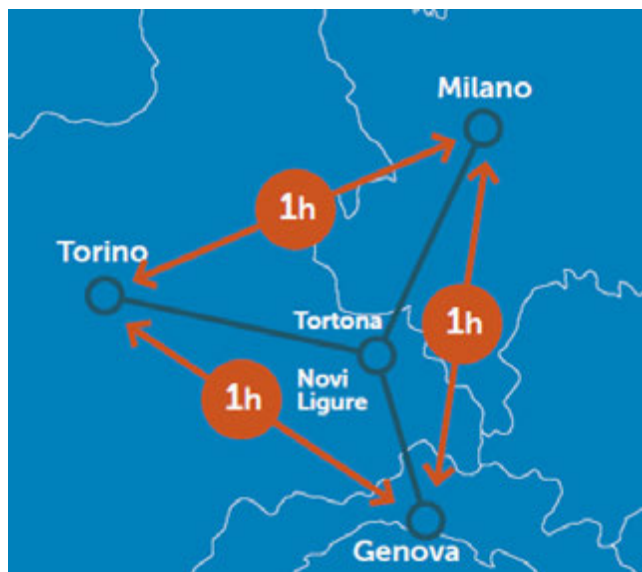 Milano
1h
Torino
Tortona
1h
Novi
Ligure
1h
Genova